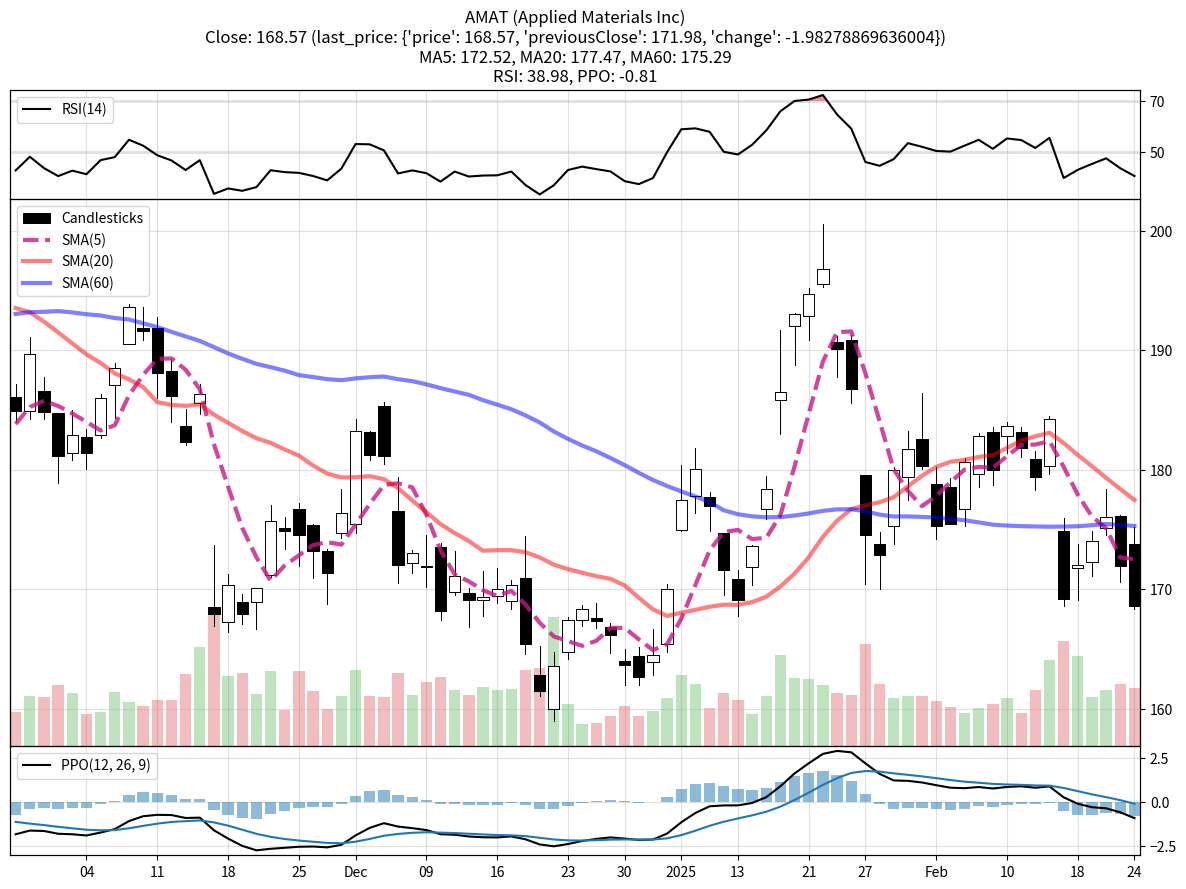 AMAT (Applied Materials Inc)
Close: 168.57 (last_price: {'price': 168.57, 'previousClose': 171.98, 'change': -1.98278869636004})
MA5: 172.52, MA20: 177.47, MA60: 175.29
RSI: 38.98, PPO: -0.81
RSI(14)
70
50
Candlesticks
SMA(5)
SMA(20)
SMA(60)
200
190
180
170
160
PPO(12, 26, 9)
2.5
0.0
−2.5
04 11 18 25 Dec 09 16 23 30 2025 13 21 27 Feb 10 18 24